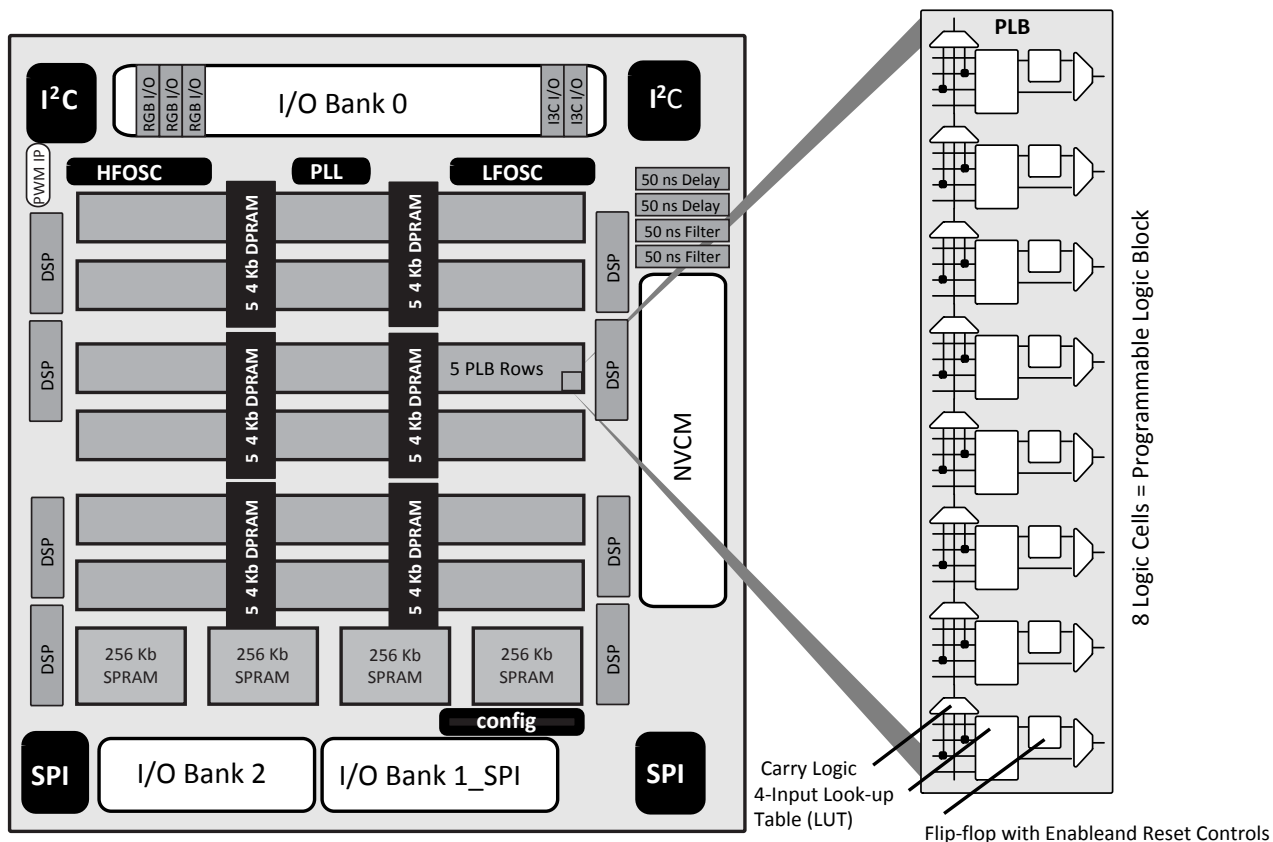 PLB
I²C
RGB I/O
RGB I/O
RGB I/O
I/O Bank 0
I3C I/O
I3C I/O
I²C
PWM IP
HFOSC
PLL
LFOSC
50 ns Delay
50 ns Delay
50 ns Filter
50 ns Filter
DSP
5 4 Kb DPRAM
5 4 Kb DPRAM
DSP
DSP
5 4 Kb DPRAM
5 4 Kb DPRAM
5 PLB Rows
DSP
NVCM
8 Logic Cells = Programmable Logic Block
DSP
5 4 Kb DPRAM
5 4 Kb DPRAM
DSP
DSP
256 Kb
SPRAM
256 Kb
SPRAM
256 Kb
SPRAM
256 Kb
SPRAM
DSP
config
SPI
I/O Bank 2
I/O Bank 1_SPI
SPI
Carry Logic
4-Input Look-up
Table (LUT)
Flip-flop with Enableand Reset Controls